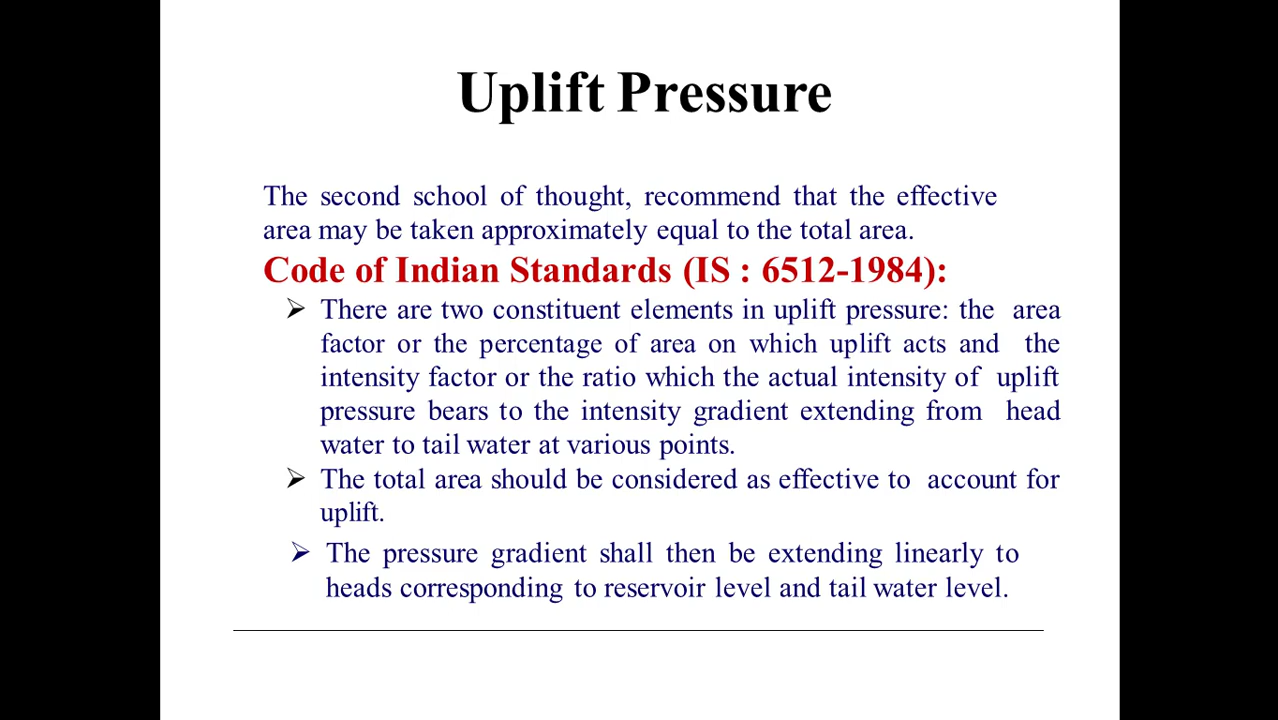 Uplift Pressure
The second school of thought, recommend that the effective
area may be taken approximately equal to the total area.
Code of Indian Standards (IS : 6512-1984):
➢ There are two constituent elements in uplift pressure: the area
factor or the percentage of area on which uplift acts and the
intensity factor or the ratio which the actual intensity of uplift
pressure bears to the intensity gradient extending from head
water to tail water at various points.
➢ The total area should be considered as effective to account for
uplift.
➢ The pressure gradient shall then be extending linearly to
heads corresponding to reservoir level and tail water level.